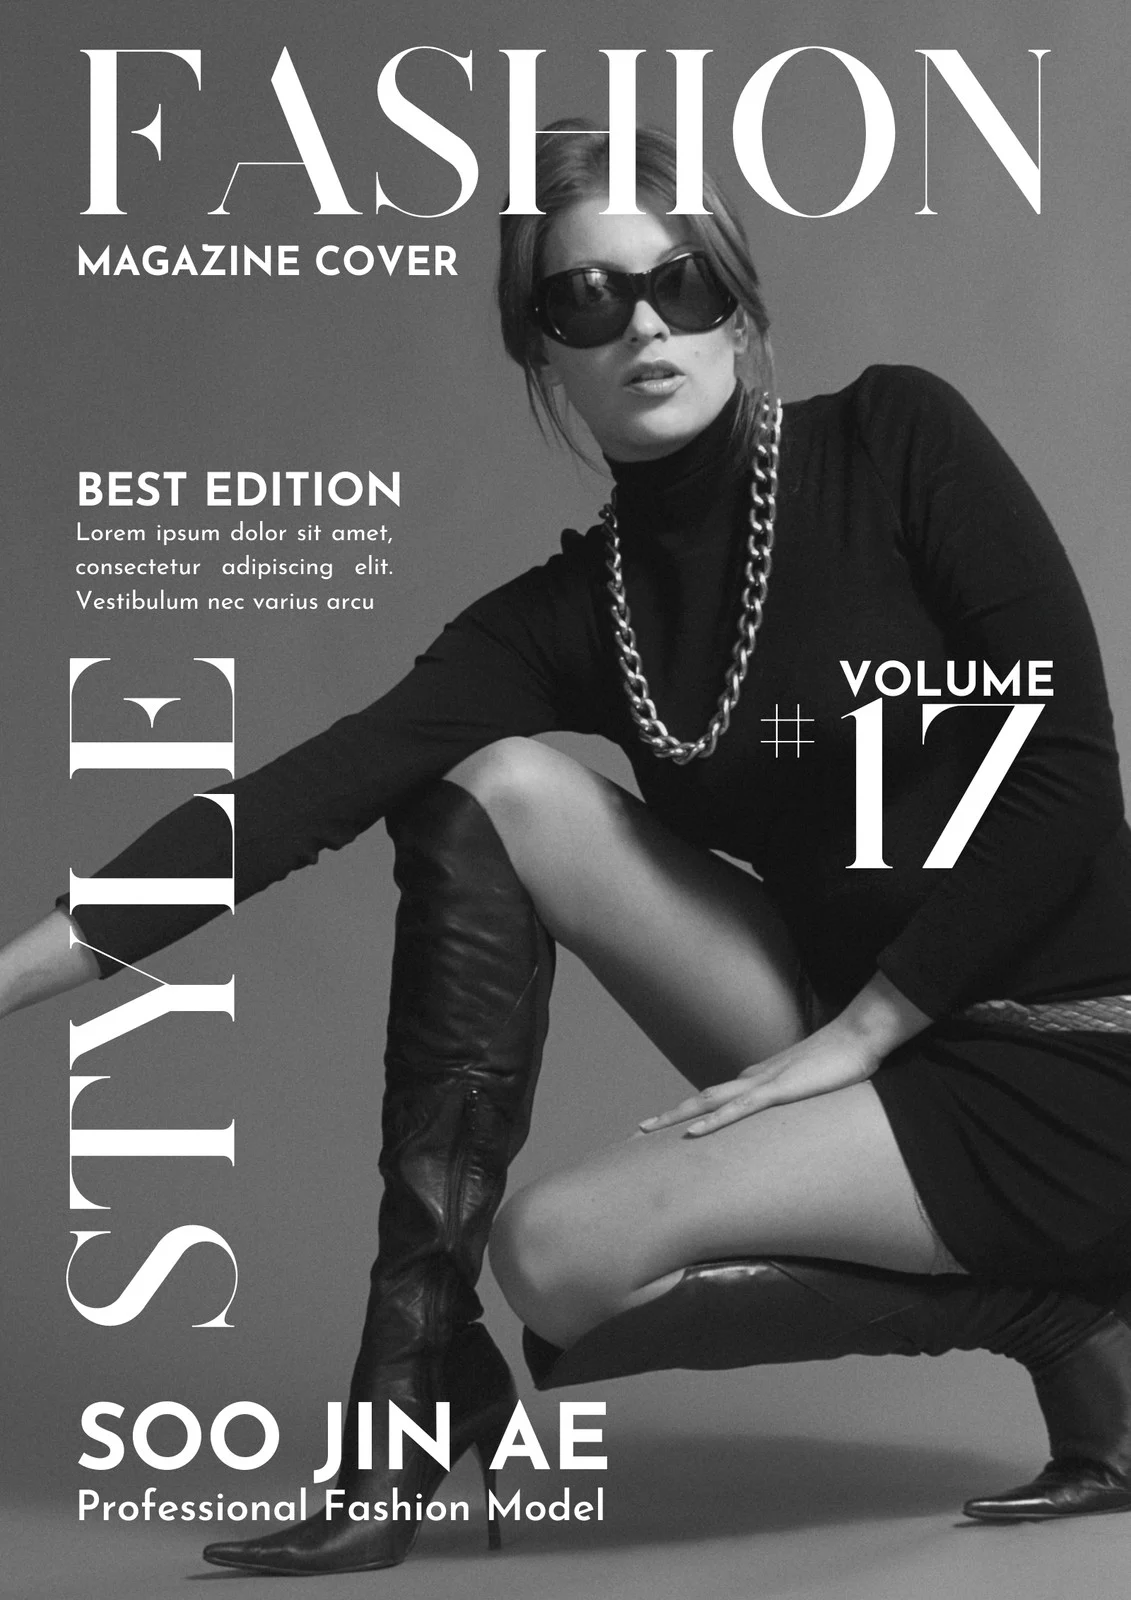 FASHION
MAGAZINE COVER
BEST EDITION
Lorem ipsum dolor sit amet,
consectetur adipiscing elit.
Vestibulum nec varius arcu
STYLE
VOLUME
#17
SOO JIN AE
Professional Fashion Model